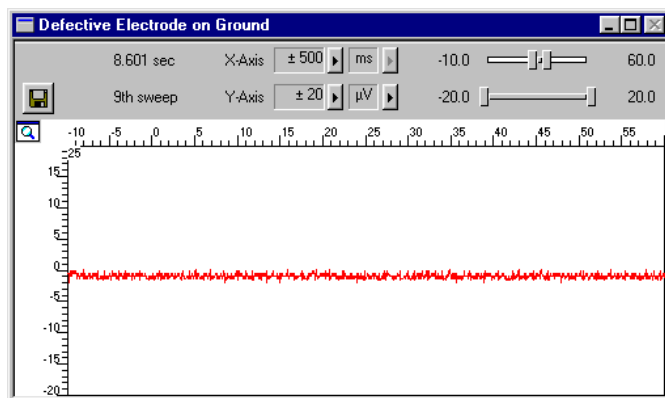 Defective Electrode on Ground
8.601 sec X-Axis ± 500 ms -10.0 60.0
9th sweep Y-Axis ± 20 µV -20.0 20.0
-10 -5 0 5 10 15 20 25 30 35 40 45 50 55
25
15
10
5
0
-5
-10
-15
-20